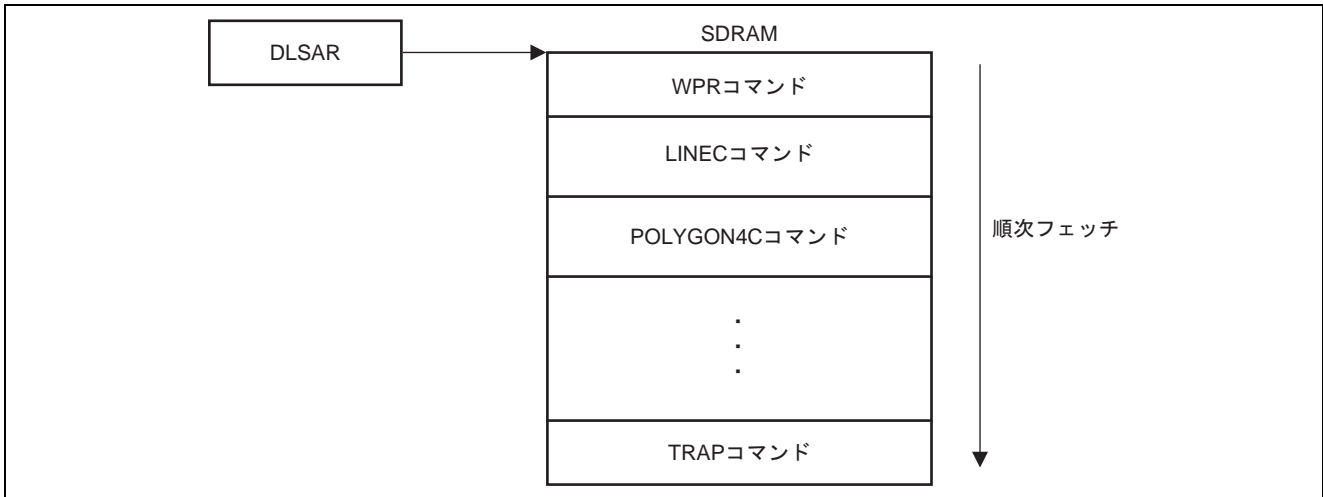 SDRAM
DLSAR
WPRコマンド
LINECコマンド
POLYGON4Cコマンド
順次フェッチ
・
・
・
TRAPコマンド